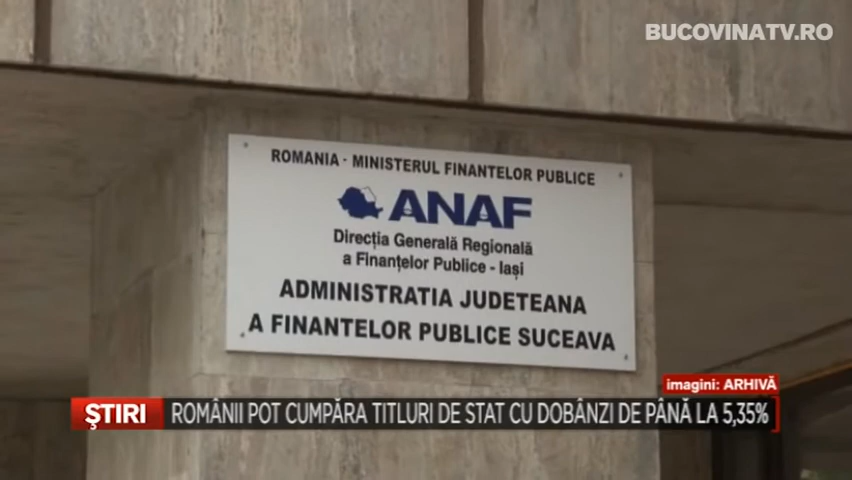 BUCOVINATV.RO
ROMANIA - MINISTERUL FINANTELOR PUBLICE
ANAF
Direcția Generală Regională
a Finanțelor Publice - Iași
ADMINISTRATIA JUDETEANA
A FINANTELOR PUBLICE SUCEAVA
imagini: ARHIVĂ
ŞTIRI ROMÂNII POT CUMPĂRA TITLURI DE STAT CU DOBÂNZI DE PÂNĂ LA 5,35%